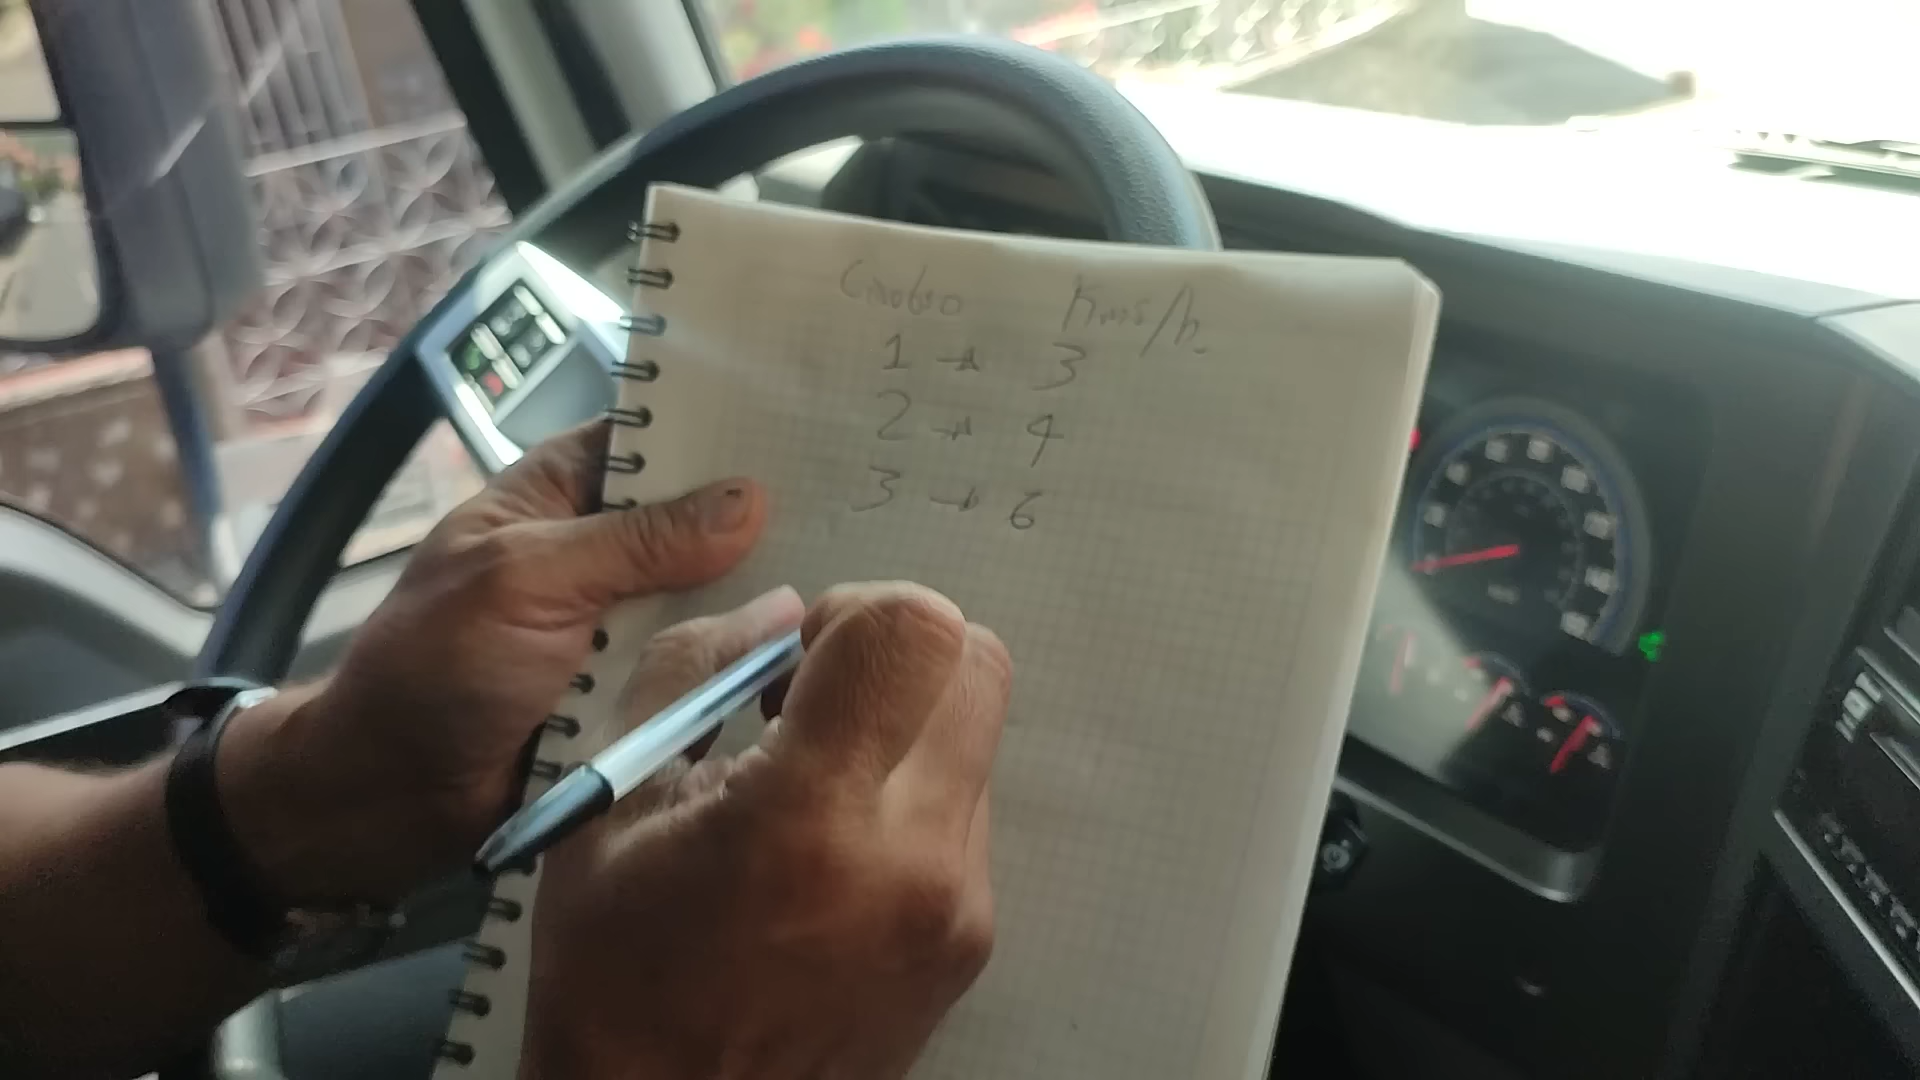 Cambio Kms/h.
1 → 3
2 → 4
3 → 6